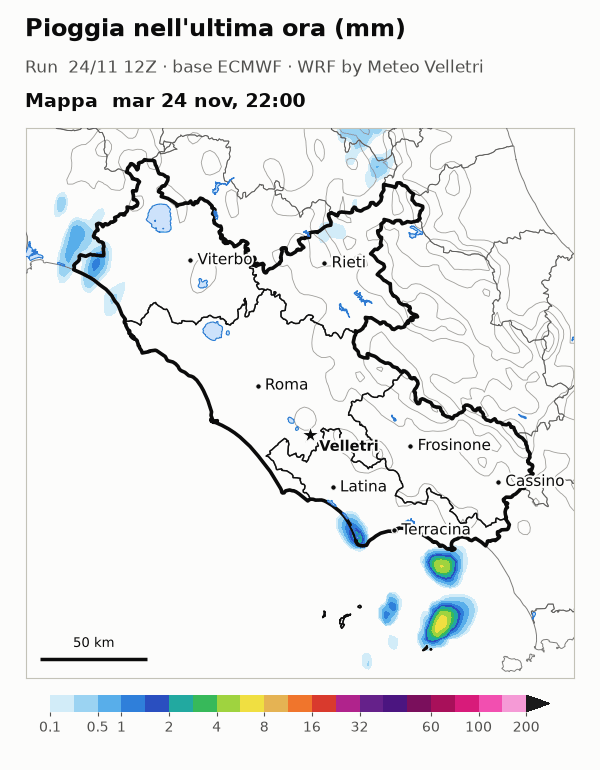 Pioggia nell'ultima ora (mm)
Run  24/11 12Z · base ECMWF · WRF by Meteo Velletri
Mappa  mar 24 nov, 22:00
Viterbo
Rieti
Roma
Velletri
Frosinone
Cassino
Latina
Terracina
50 km
0.1 0.5 1 2 4 8 16 32 60 100 200